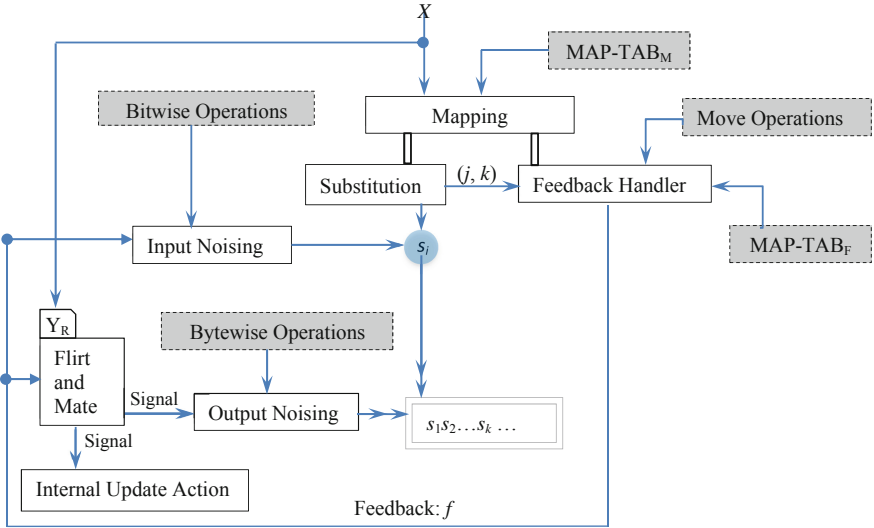 X
MAP-TAB_M
Bitwise Operations
Mapping
Move Operations
Substitution
(j, k)
Feedback Handler
Input Noising
s_i
MAP-TAB_F
Y_R
Bytewise Operations
Flirt
and
Mate
Signal
Output Noising
s_1s_2…s_k …
Signal
Internal Update Action
Feedback: f